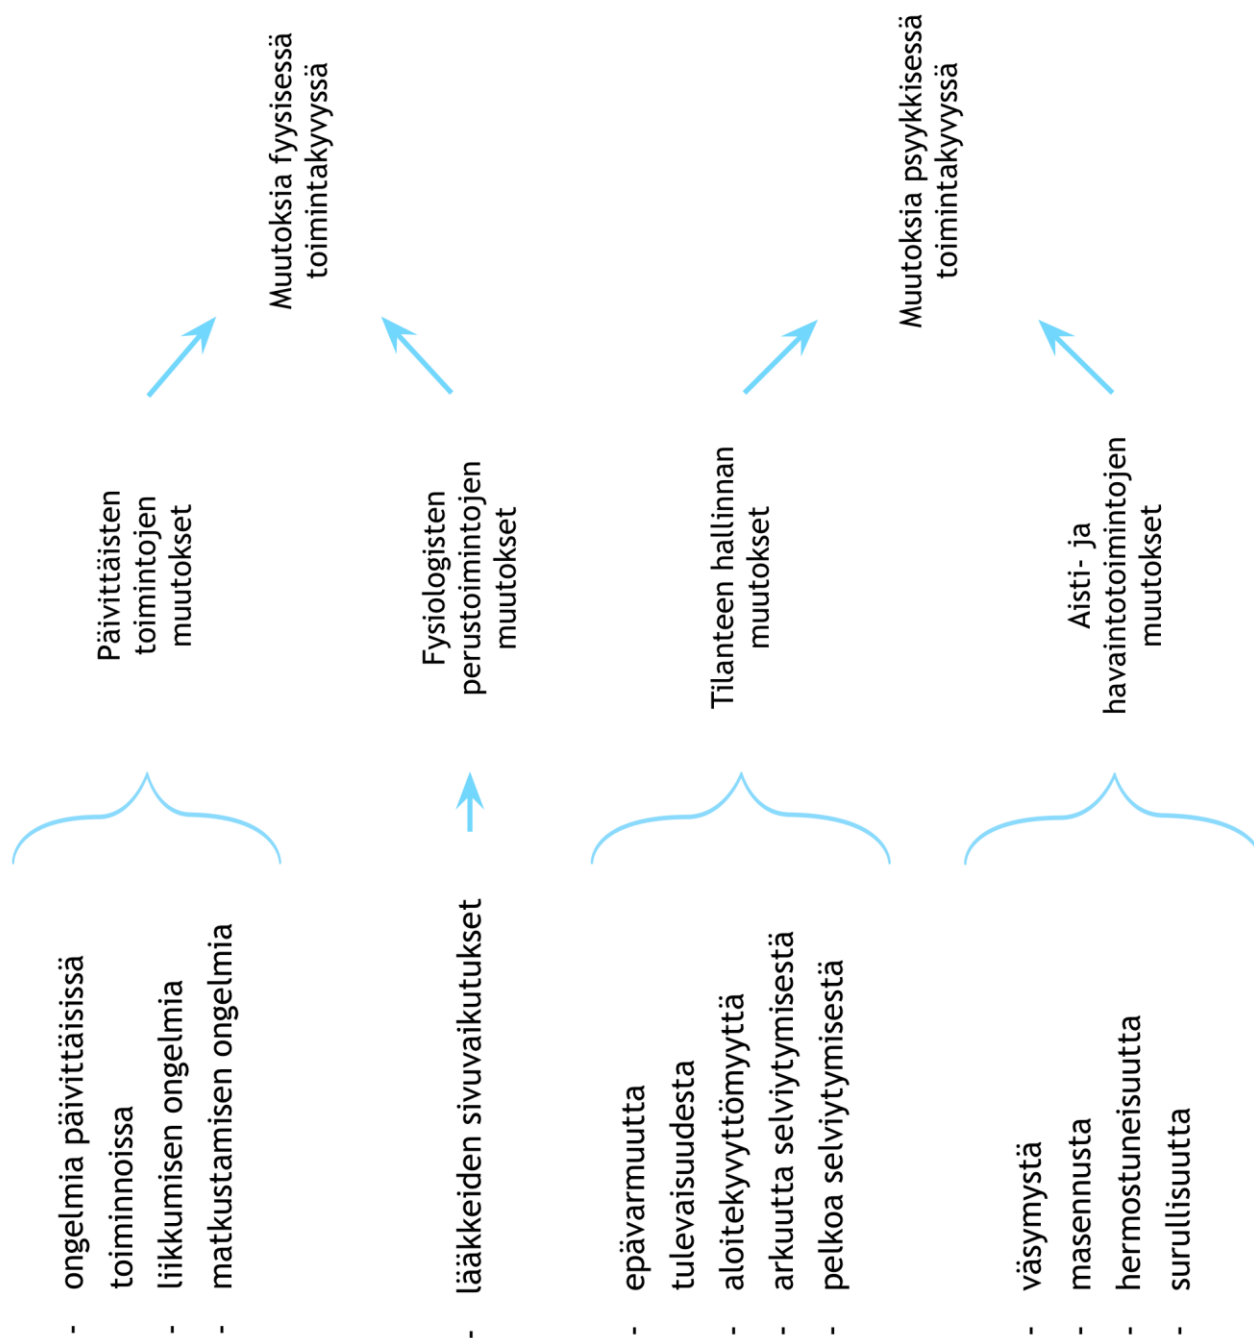 - ongelmia päivittäisissä
toiminnoissa
- liikkumisen ongelmia
- matkustamisen ongelmia
Päivittäisten
toimintojen
muutokset
- lääkkeiden sivuvaikutukset
Fysiologisten
perustoimintojen
muutokset
Muutoksia fyysisessä
toimintakyvyssä
- epävarmuutta
tulevaisuudesta
- aloitekyvyttömyyttä
- arkuutta selviytymisestä
- pelkoa selviytymisestä
Tilanteen hallinnan
muutokset
- väsymystä
- masennusta
- hermostuneisuutta
- surullisuutta
Aisti- ja
havaintotoimintojen
muutokset
Muutoksia psyykkisessä
toimintakyvyssä